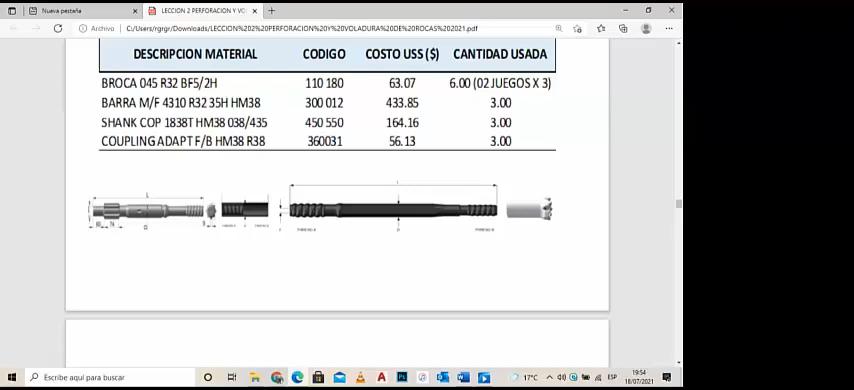 Nueva pestaña
LECCION 2 PERFORACION Y VO
Archivo
C:/Users/rgrgr/Downloads/LECCION%202%20PERFORACION%20Y%20VOLADURA%20DE%20ROCAS%202021.pdf
DESCRIPCION MATERIAL CODIGO COSTO USS ($) CANTIDAD USADA
BROCA 045 R32 BF5/2H 110 180 63.07 6.00 (02 JUEGOS X 3)
BARRA M/F 4310 R32 35H HM38 300 012 433.85 3.00
SHANK COP 1838T HM38 038/435 450 550 164.16 3.00
COUPLING ADAPT F/B HM38 R38 360031 56.13 3.00
L
Escribe aquí para buscar
17°C
ESP
19:54
18/07/2021